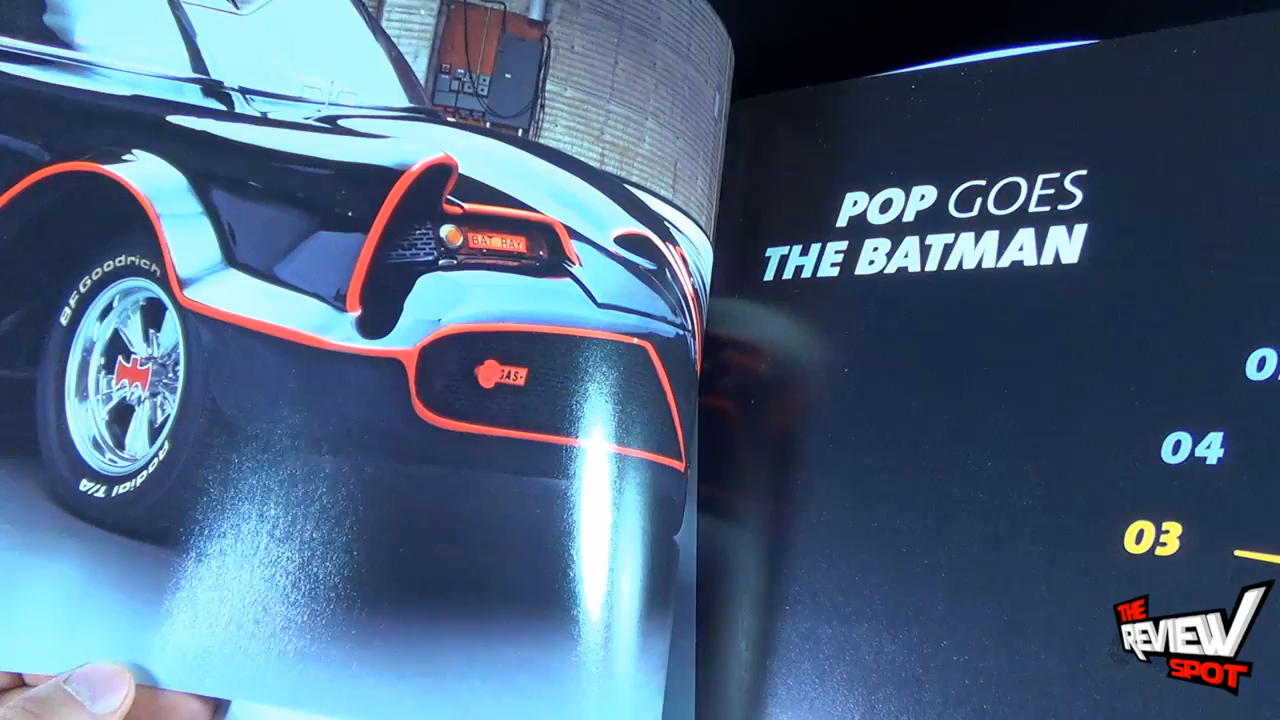 BFGoodrich
Radial T/A
BAT RAY
GAS
POP GOES
THE BATMAN
04
03
THE
REVIEW
SPOT